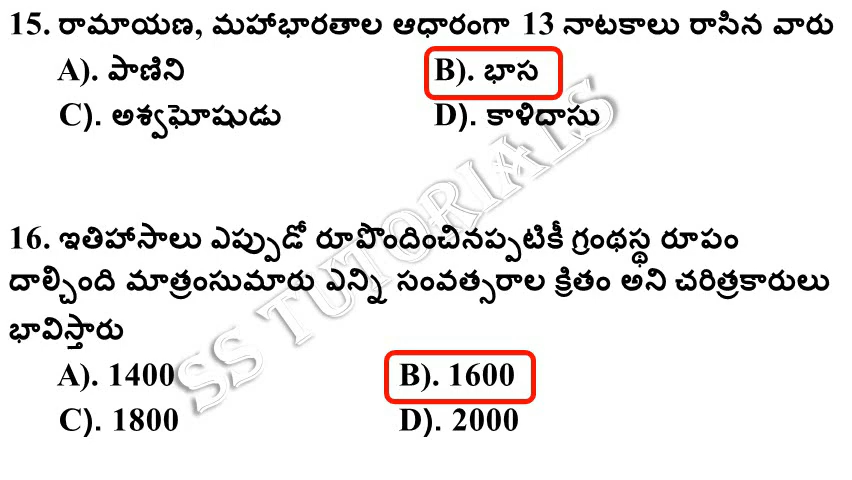 15. రామాయణ, మహాభారతాల ఆధారంగా 13 నాటకాలు రాసిన వారు
A). పాణిని B). భాస
C). అశ్వఘోషుడు D). కాళిదాసు
SS TUTORIALS
16. ఇతిహాసాలు ఎప్పుడో రూపొందించినప్పటికీ గ్రంథస్థ రూపం
దాల్చింది మాత్రంసుమారు ఎన్ని సంవత్సరాల క్రితం అని చరిత్రకారులు
భావిస్తారు
A). 1400 B). 1600
C). 1800 D). 2000